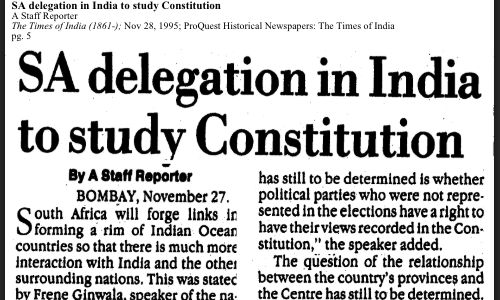 SA delegation in India to study Constitution
A Staff Reporter
The Times of India (1861-); Nov 28, 1995; ProQuest Historical Newspapers: The Times of India
pg. 5
SA delegation in India
to study Constitution
By A Staff Reporter
BOMBAY, November 27.
South Africa will forge links in
forming a rim of Indian Ocean
countries so that there is much more
interaction with India and the other
surrounding nations. This was stated
by Frene Ginwala, speaker of the na-
has still to be determined is whether
political parties who were not repre-
sented in the elections have a right to
have their views recorded in the Con-
stitution," the speaker added.
The question of the relationship
between the country's provinces and
the Centre has still to be determined.